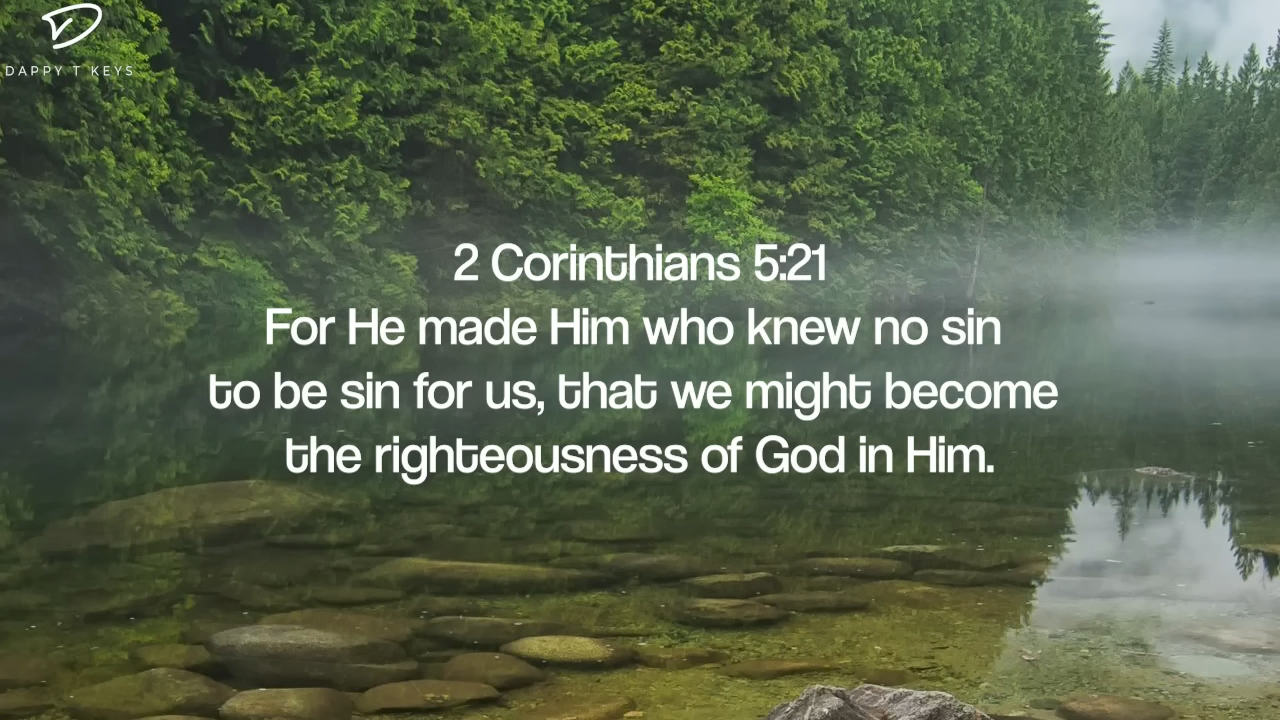 DAPPY T KEYS
2 Corinthians 5:21
For He made Him who knew no sin
to be sin for us, that we might become
the righteousness of God in Him.